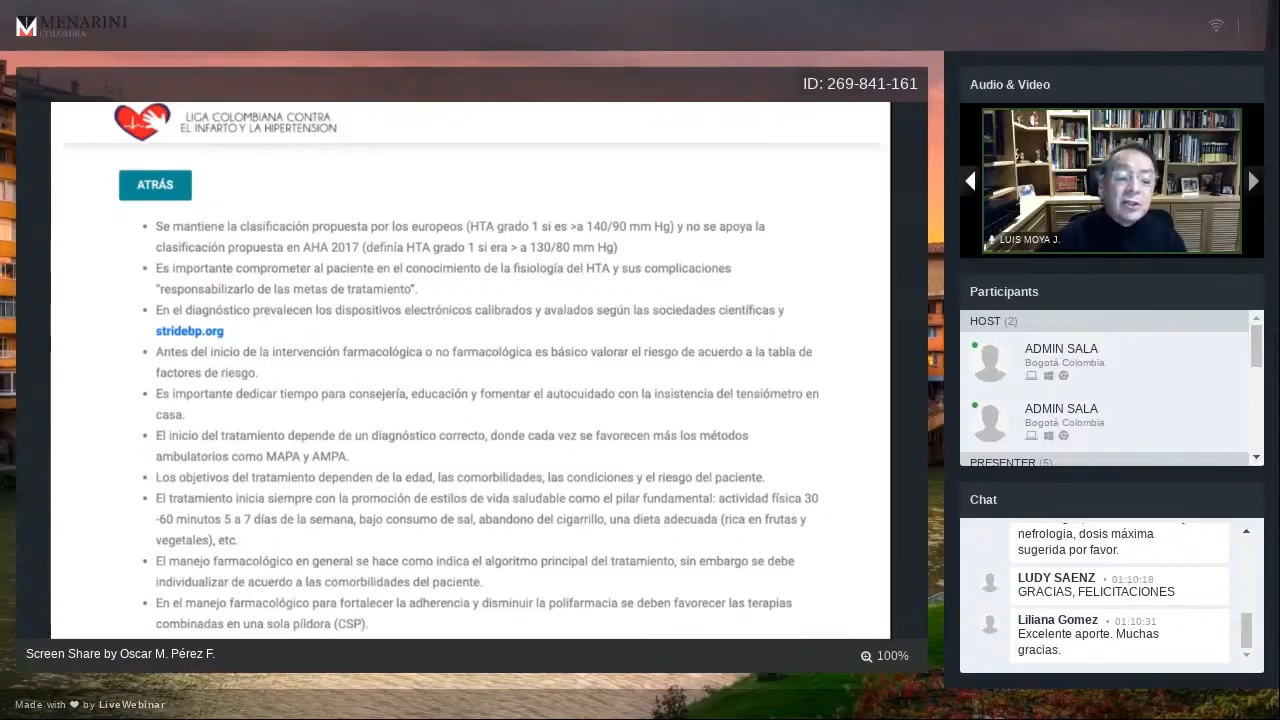 MENARINI
COLOMBIA
ID: 269-841-161
LIGA COLOMBIANA CONTRA
EL INFARTO Y LA HIPERTENSION
ATRÁS
• Se mantiene la clasificación propuesta por los europeos (HTA grado 1 si es >a 140/90 mm Hg) y no se apoya la
clasificación propuesta en AHA 2017 (definía HTA grado 1 si era > a 130/80 mm Hg)
• Es importante comprometer al paciente en el conocimiento de la fisiología del HTA y sus complicaciones
"responsabilizarlo de las metas de tratamiento".
• En el diagnóstico prevalecen los dispositivos electrónicos calibrados y avalados según las sociedades científicas y
stridebp.org
• Antes del inicio de la intervención farmacológica o no farmacológica es básico valorar el riesgo de acuerdo a la tabla de
factores de riesgo.
• Es importante dedicar tiempo para consejería, educación y fomentar el autocuidado con la insistencia del tensiómetro en
casa.
• El inicio del tratamiento depende de un diagnóstico correcto, donde cada vez se favorecen más los métodos
ambulatorios como MAPA y AMPA.
• Los objetivos del tratamiento dependen de la edad, las comorbilidades, las condiciones y el riesgo del paciente.
• El tratamiento inicia siempre con la promoción de estilos de vida saludable como el pilar fundamental: actividad física 30
-60 minutos 5 a 7 días de la semana, bajo consumo de sal, abandono del cigarrillo, una dieta adecuada (rica en frutas y
vegetales), etc.
• El manejo farmacológico en general se hace como indica el algoritmo principal del tratamiento, sin embargo se debe
individualizar de acuerdo a las comorbilidades del paciente.
• En el manejo farmacológico para fortalecer la adherencia y disminuir la polifarmacia se deben favorecer las terapias
combinadas en una sola píldora (CSP).
Screen Share by Oscar M. Pérez F.
100%
Made with ❤ by LiveWebinar
Audio & Video
LUIS MOYA J.
Participants
HOST (2)
ADMIN SALA
Bogotá Colombia
ADMIN SALA
Bogotá Colombia
PRESENTER (5)
Chat
nefrología, dosis máxima
sugerida por favor.
LUDY SAENZ • 01:10:18
GRACIAS, FELICITACIONES
Liliana Gomez • 01:10:31
Excelente aporte. Muchas
gracias.